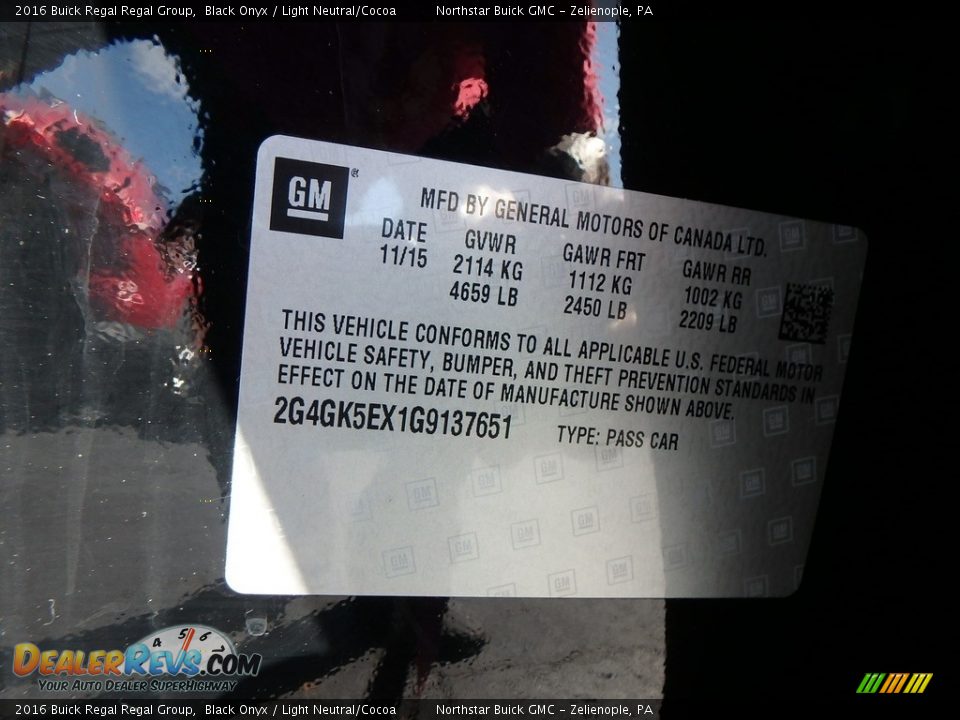 2016 Buick Regal Regal Group, Black Onyx / Light Neutral/Cocoa Northstar Buick GMC - Zelienople, PA
GM ®
MFD BY GENERAL MOTORS OF CANADA LTD.
DATE GVWR GAWR FRT GAWR RR
11/15 2114 KG 1112 KG 1002 KG
4659 LB 2450 LB 2209 LB
THIS VEHICLE CONFORMS TO ALL APPLICABLE U.S. FEDERAL MOTOR
VEHICLE SAFETY, BUMPER, AND THEFT PREVENTION STANDARDS IN
EFFECT ON THE DATE OF MANUFACTURE SHOWN ABOVE.
2G4GK5EX1G9137651 TYPE: PASS CAR
4 5 6
DEALERREVS.COM
YOUR AUTO DEALER SUPERHIGHWAY
2016 Buick Regal Regal Group, Black Onyx / Light Neutral/Cocoa Northstar Buick GMC - Zelienople, PA